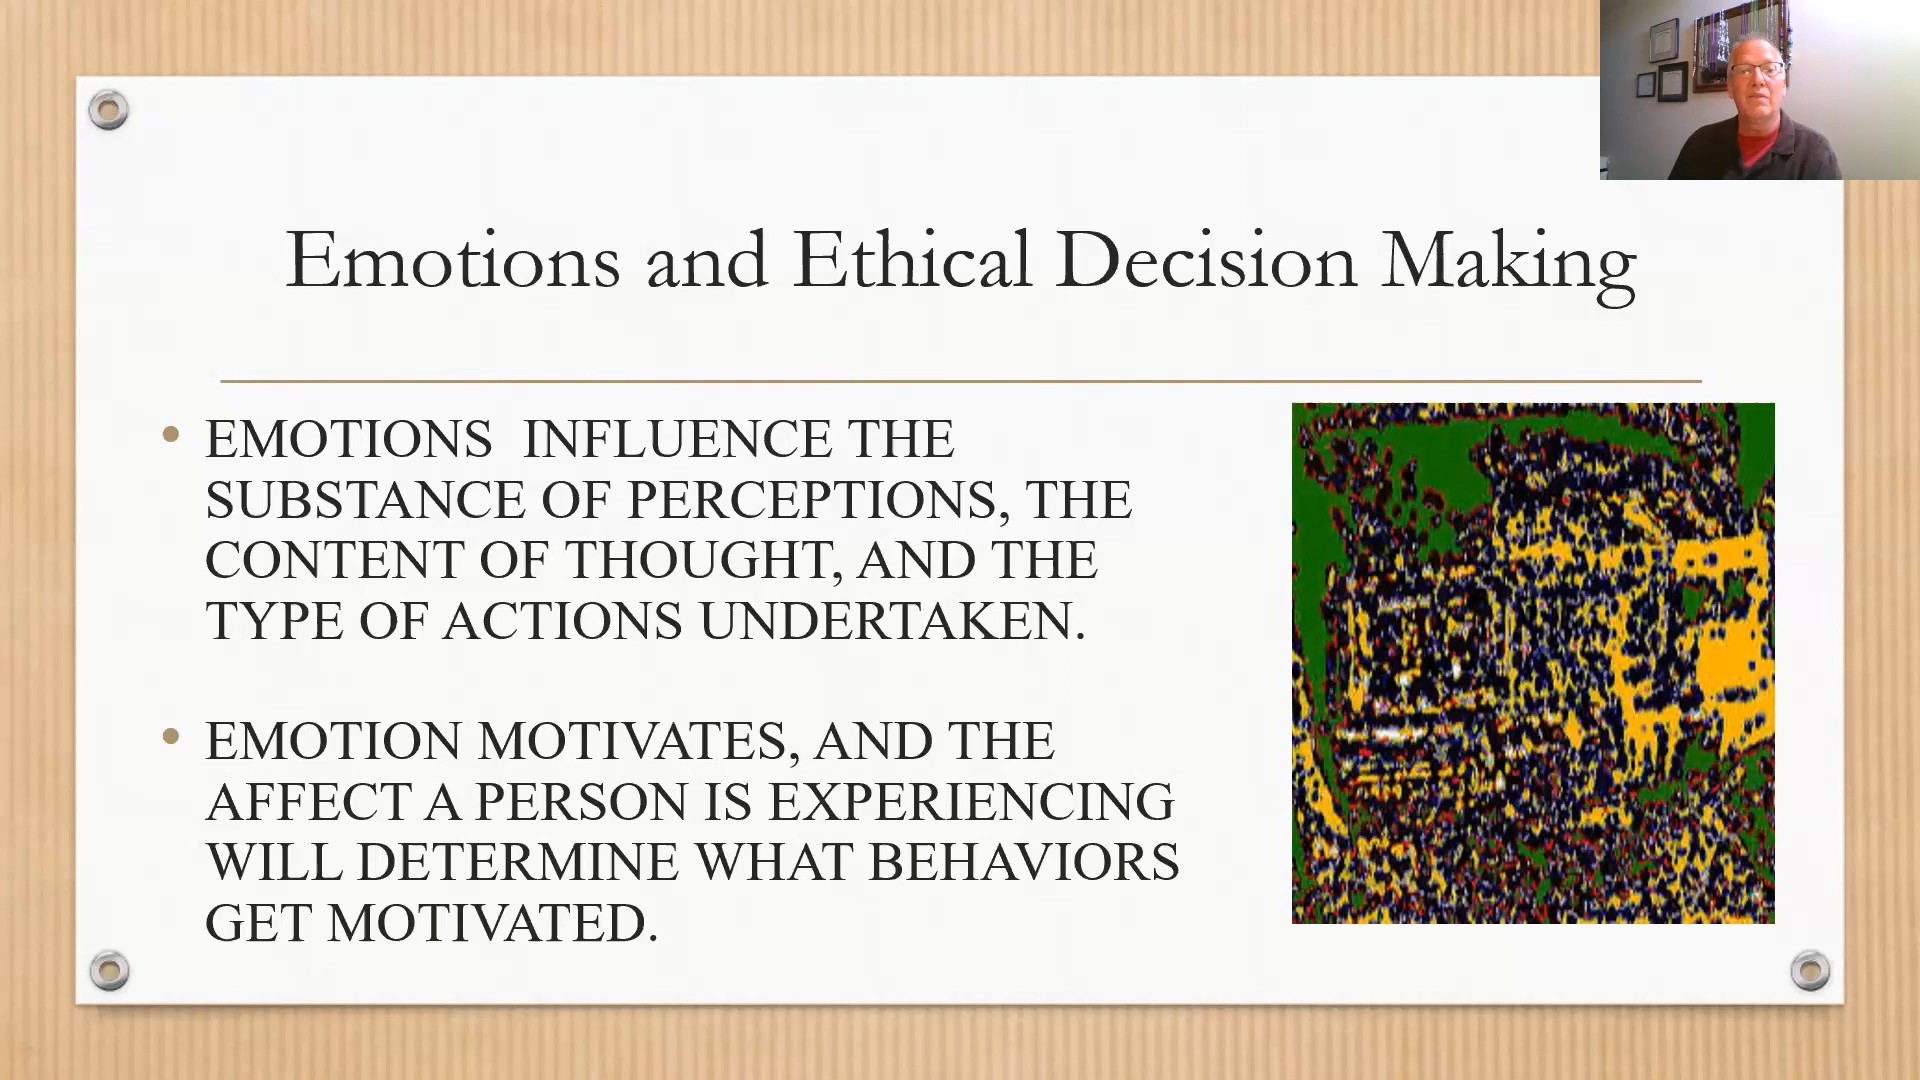 Emotions and Ethical Decision Making
• EMOTIONS  INFLUENCE THE
SUBSTANCE OF PERCEPTIONS, THE
CONTENT OF THOUGHT, AND THE
TYPE OF ACTIONS UNDERTAKEN.
• EMOTION MOTIVATES, AND THE
AFFECT A PERSON IS EXPERIENCING
WILL DETERMINE WHAT BEHAVIORS
GET MOTIVATED.